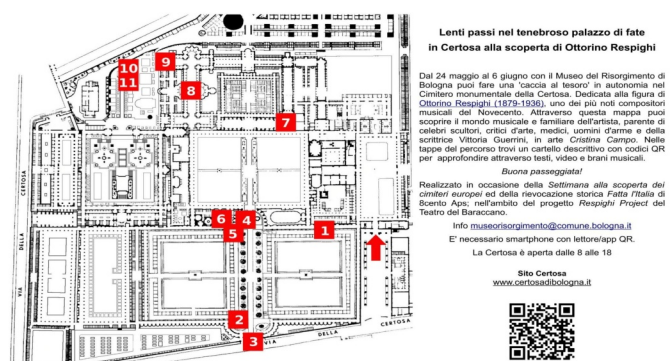 Lenti passi nel tenebroso palazzo di fate
in Certosa alla scoperta di Ottorino Respighi
Dal 24 maggio al 6 giugno con il Museo del Risorgimento di
Bologna puoi fare una 'caccia al tesoro' in autonomia nel
Cimitero monumentale della Certosa. Dedicata alla figura di
Ottorino Respighi (1879-1936), uno dei più noti compositori
musicali del Novecento. Attraverso questa mappa puoi
scoprire il mondo musicale e familiare dell'artista, parente di
celebri scultori, critici d'arte, medici, uomini d'arme e della
scrittrice Vittoria Guerrini, in arte Cristina Campo. Nelle
tappe del percorso trovi un cartello descrittivo con codici QR
per approfondire attraverso testi, video e brani musicali.
Buona passeggiata!
Realizzato in occasione della Settimana alla scoperta dei
cimiteri europei ed della rievocazione storica Fatta l'Italia di
8cento Aps; nell'ambito del progetto Respighi Project del
Teatro del Baraccano.
Info museorisorgimento@comune.bologna.it
E' necessario smartphone con lettore/app QR.
La Certosa è aperta dalle 8 alle 18
Sito Certosa
www.certosadibologna.it
9
10
11
8
7
6
4
5
1
2
3
VIA DELLA CERTOSA
VIA DELLA CERTOSA